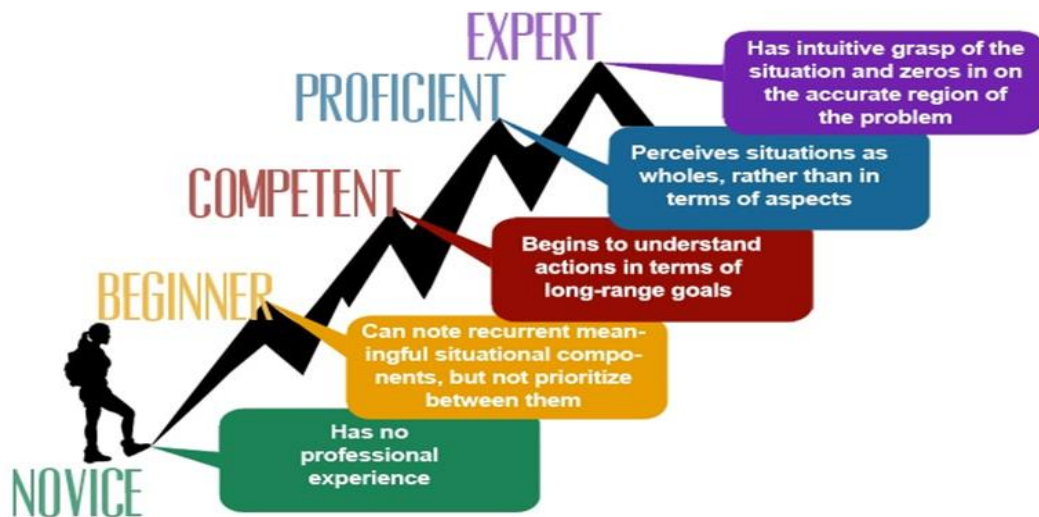 EXPERT
Has intuitive grasp of the
situation and zeros in on
the accurate region of
the problem
PROFICIENT
Perceives situations as
wholes, rather than in
terms of aspects
COMPETENT
Begins to understand
actions in terms of
long-range goals
BEGINNER
Can note recurrent mean-
ingful situational compo-
nents, but not prioritize
between them
NOVICE
Has no
professional
experience